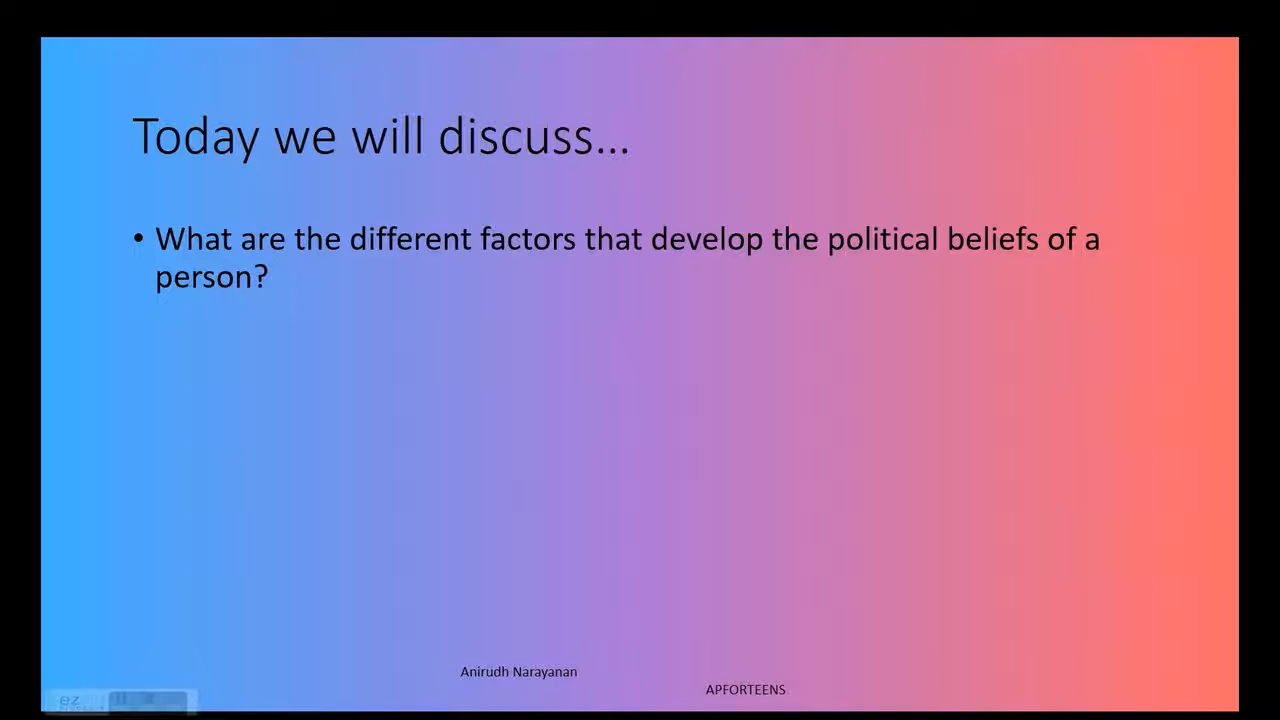 Today we will discuss...
• What are the different factors that develop the political beliefs of a
person?
Anirudh Narayanan
APFORTEENS
ez